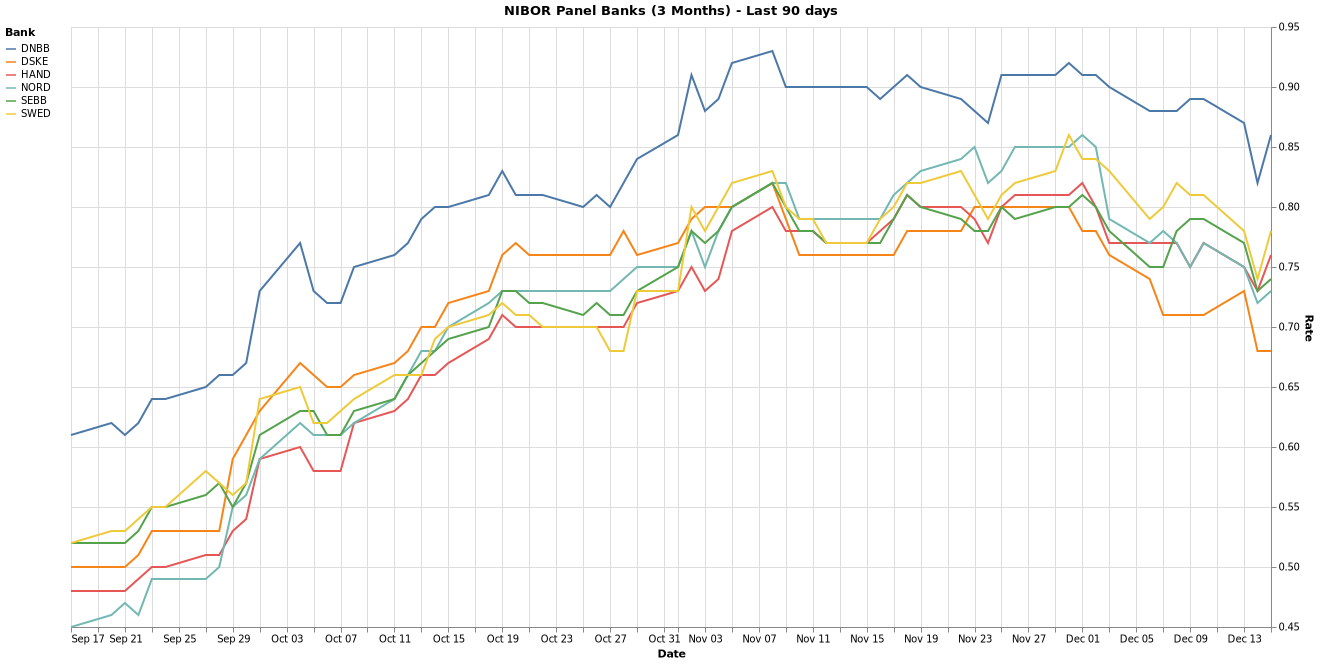 NIBOR Panel Banks (3 Months) - Last 90 days
Bank
DNBB
DSKE
HAND
NORD
SEBB
SWED
0.95
0.90
0.85
0.80
0.75
0.70
0.65
0.60
0.55
0.50
0.45
Rate
Sep 17 Sep 21 Sep 25 Sep 29 Oct 03 Oct 07 Oct 11 Oct 15 Oct 19 Oct 23 Oct 27 Oct 31 Nov 03 Nov 07 Nov 11 Nov 15 Nov 19 Nov 23 Nov 27 Dec 01 Dec 05 Dec 09 Dec 13
Date